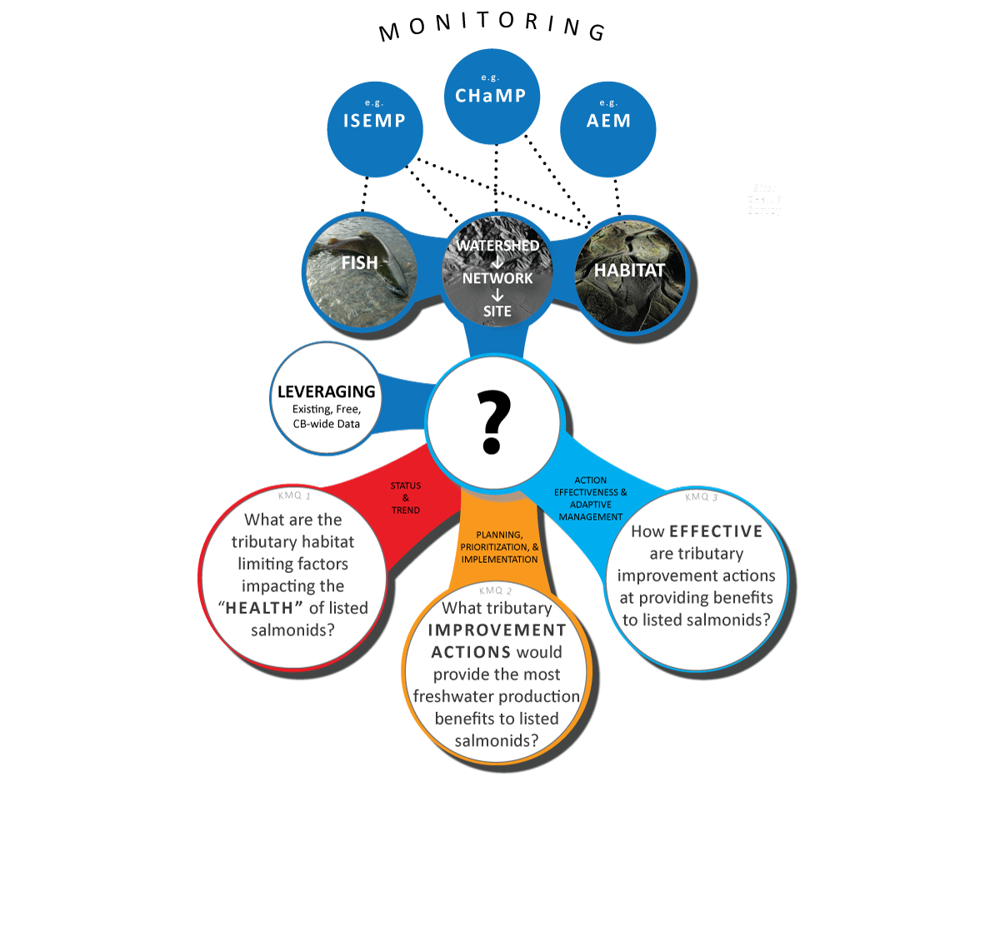 MONITORING
e.g.
ISEMP
e.g.
CHaMP
e.g.
AEM
FISH
WATERSHED
↓
NETWORK
↓
SITE
HABITAT
LEVERAGING
Existing, Free,
CB-wide Data
?
STATUS
&
TREND
PLANNING,
PRIORITIZATION, &
IMPLEMENTATION
ACTION
EFFECTIVENESS &
ADAPTIVE
MANAGEMENT
KMQ 1
What are the
tributary habitat
limiting factors
impacting the
“HEALTH” of listed
salmonids?
KMQ 2
What tributary
IMPROVEMENT
ACTIONS would
provide the most
freshwater production
benefits to listed
salmonids?
KMQ 3
How EFFECTIVE
are tributary
improvement actions
at providing benefits
to listed salmonids?